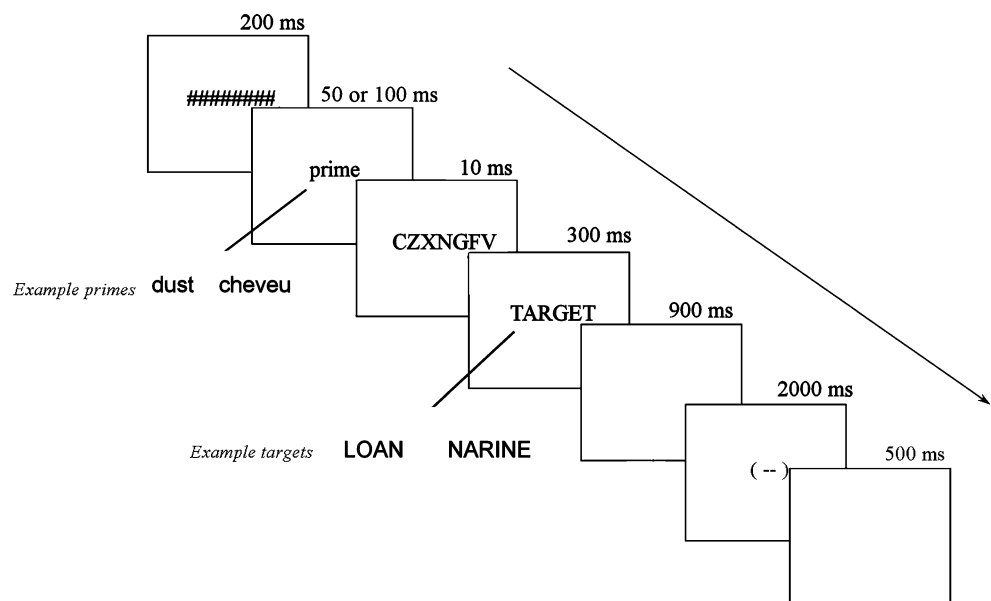 200 ms
########
50 or 100 ms
prime
10 ms
CZXNGFV
300 ms
Example primes dust cheveu
TARGET
900 ms
2000 ms
Example targets LOAN NARINE
500 ms
( -- )